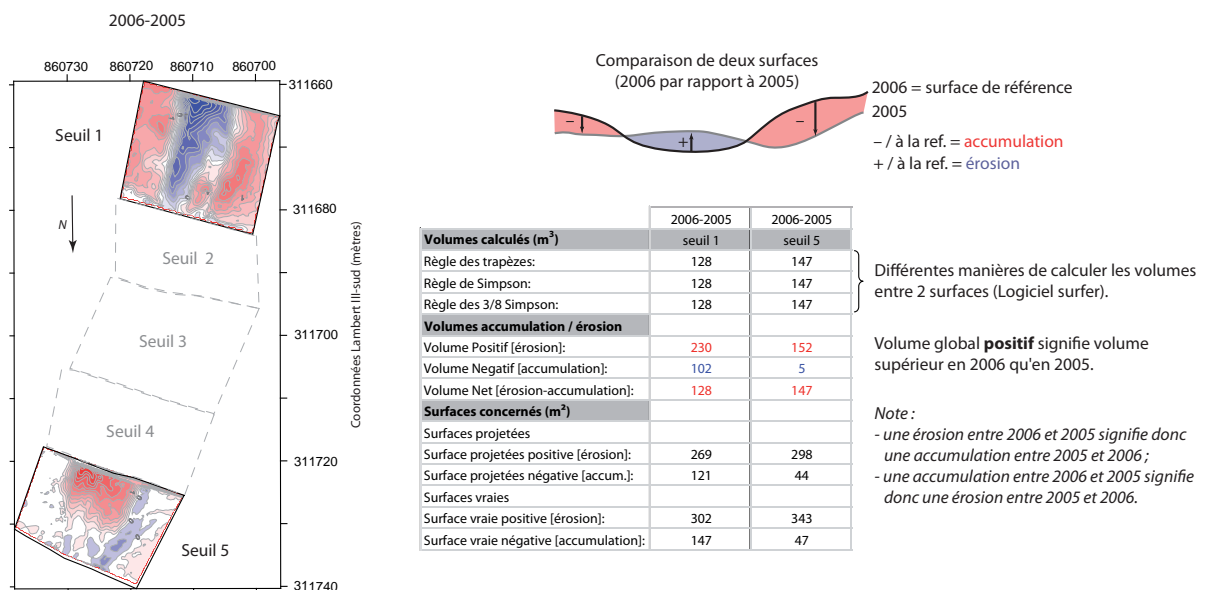 2006-2005
860730 860720 860710 860700
311660
311680
311700
311720
311740
Coordonnées Lambert III-sud (mètres)
Seuil 1
N
Seuil 2
Seuil 3
Seuil 4
Seuil 5
Comparaison de deux surfaces
(2006 par rapport à 2005)
– + –
2006 = surface de référence
2005
– / à la ref. = accumulation
+ / à la ref. = érosion
2006-2005 2006-2005
Volumes calculés (m³) seuil 1 seuil 5
Règle des trapèzes: 128 147
Règle de Simpson: 128 147
Règle des 3/8 Simpson: 128 147
Volumes accumulation / érosion
Volume Positif [érosion]: 230 152
Volume Negatif [accumulation]: 102 5
Volume Net [érosion-accumulation]: 128 147
Surfaces concernés (m²)
Surfaces projetées
Surface projetées positive [érosion]: 269 298
Surface projetées négative [accum.]: 121 44
Surfaces vraies
Surface vraie positive [érosion]: 302 343
Surface vraie négative [accumulation]: 147 47
Différentes manières de calculer les volumes
entre 2 surfaces (Logiciel surfer).
Volume global positif signifie volume
supérieur en 2006 qu'en 2005.
Note :
- une érosion entre 2006 et 2005 signifie donc
une accumulation entre 2005 et 2006 ;
- une accumulation entre 2006 et 2005 signifie
donc une érosion entre 2005 et 2006.